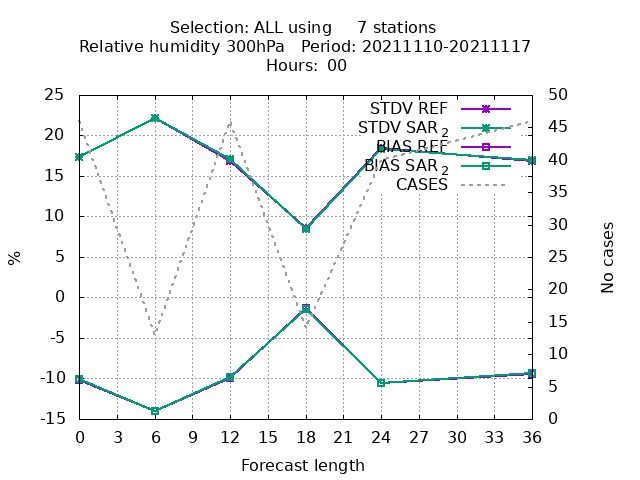 Selection: ALL using     7 stations
Relative humidity 300hPa   Period: 20211110-20211117
Hours:  00
STDV REF
STDV SAR 2
BIAS REF
BIAS SAR 2
CASES
25
20
15
10
5
0
-5
-10
-15
%
50
45
40
35
30
25
20
15
10
5
0
No cases
0 3 6 9 12 15 18 21 24 27 30 33 36
Forecast length